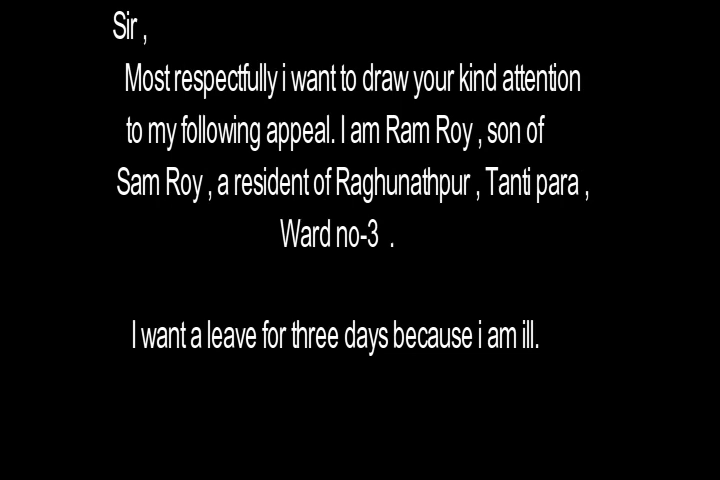 Sir ,
Most respectfully i want to draw your kind attention
to my following appeal. I am Ram Roy , son of
Sam Roy , a resident of Raghunathpur , Tanti para ,
Ward no-3 .
I want a leave for three days because i am ill.